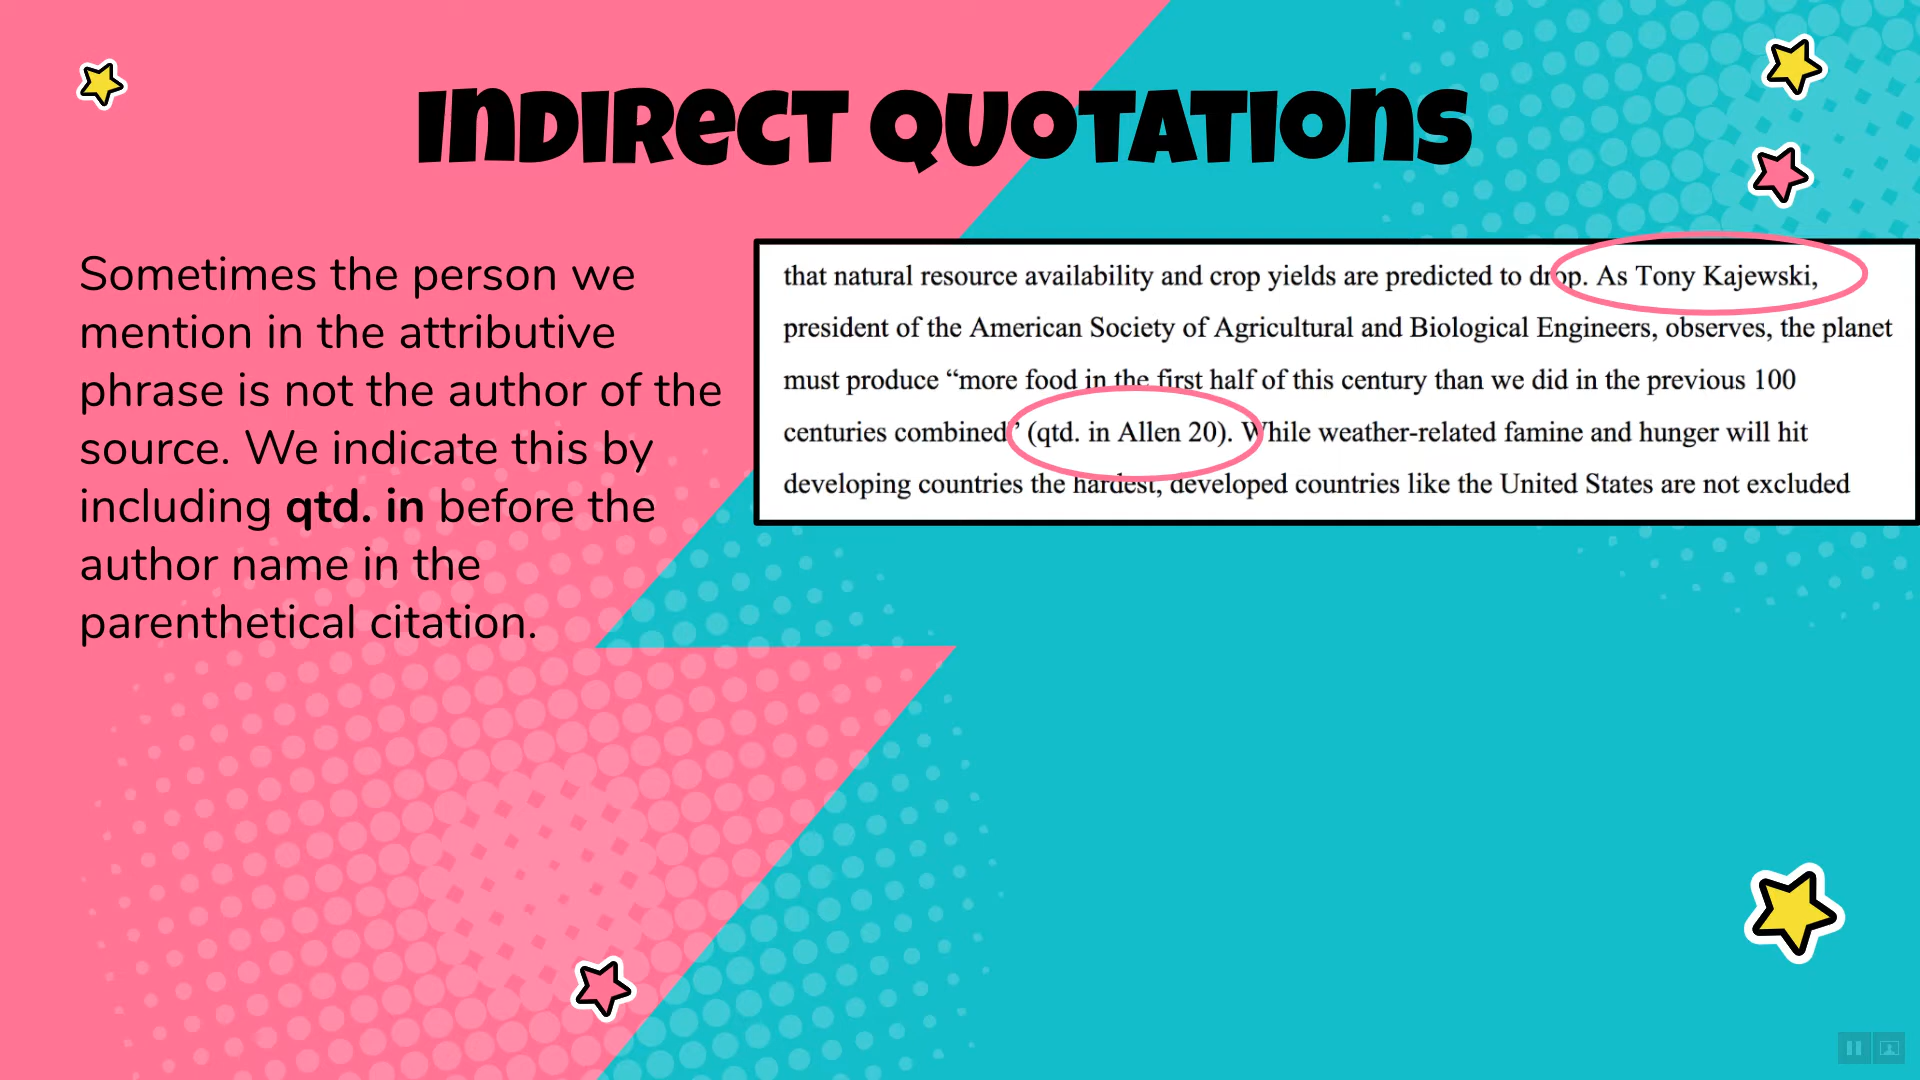 INDIRECT QUOTATIONS
Sometimes the person we
mention in the attributive
phrase is not the author of the
source. We indicate this by
including qtd. in before the
author name in the
parenthetical citation.
that natural resource availability and crop yields are predicted to drop. As Tony Kajewski,
president of the American Society of Agricultural and Biological Engineers, observes, the planet
must produce “more food in the first half of this century than we did in the previous 100
centuries combined” (qtd. in Allen 20). While weather-related famine and hunger will hit
developing countries the hardest, developed countries like the United States are not excluded